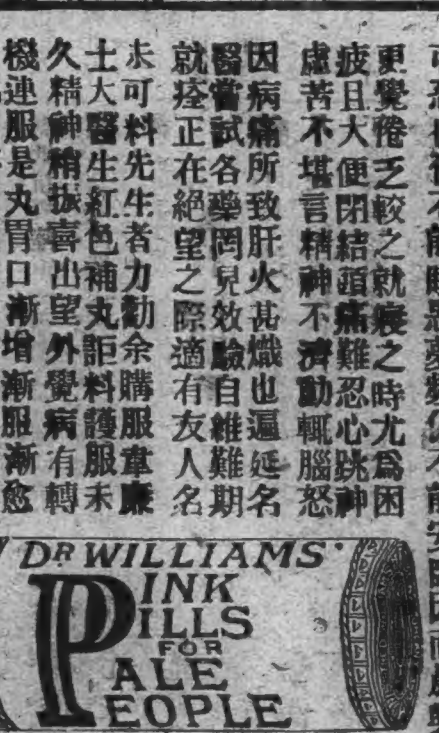 更覺倦乏較之就寢之時尤爲困
疲且大便閉結頭痛難忍心跳神
虛苦不堪言精神不濟動輒腦怒
因病痛所致肝火甚熾也遍延名
醫嘗試各藥罔見效驗自維難期
就痊正在絕望之際適有友人名
未可料先生者力勸余購服韋廉
士大醫生紅色補丸詎料護服未
久精神稍振喜出望外覺病有轉
機連服是丸胃口漸增漸服漸愈
DR WILLIAMS'
PINK
PILLS
FOR
PALE
PEOPLE